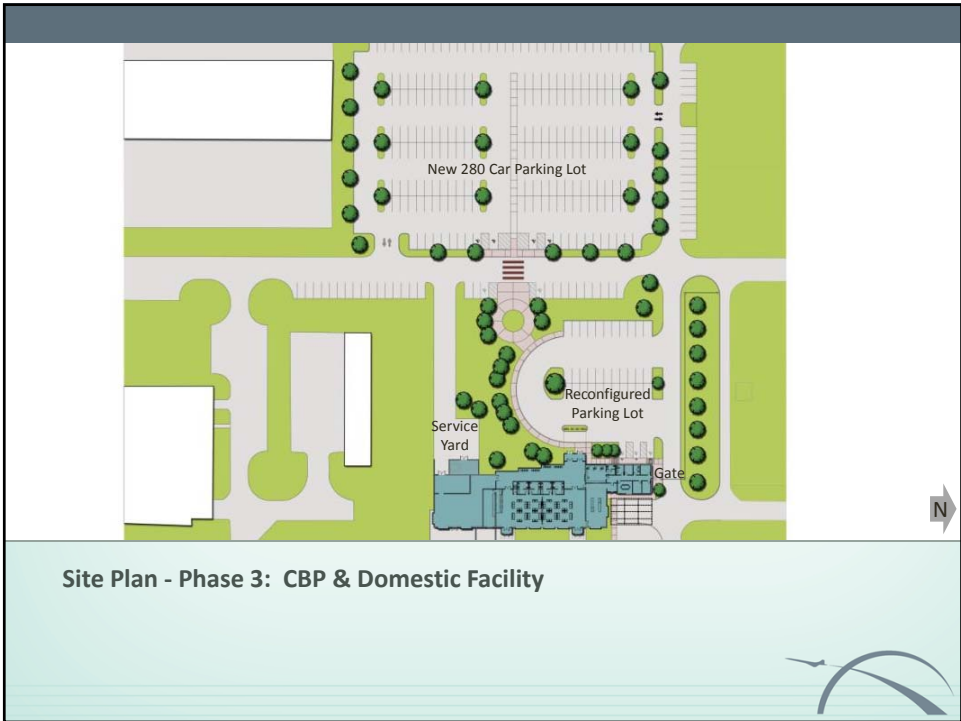 New 280 Car Parking Lot
Reconfigured
Parking Lot
Service
Yard
Gate
N
Site Plan - Phase 3: CBP & Domestic Facility